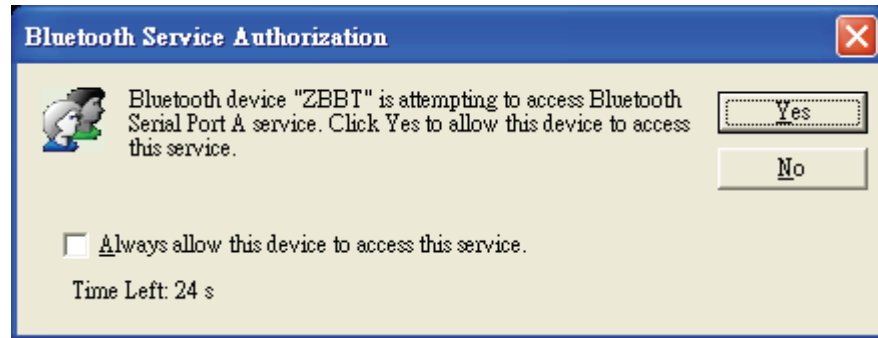 Bluetooth Service Authorization
Bluetooth device "ZBBT" is attempting to access Bluetooth
Serial Port A service. Click Yes to allow this device to access
this service.
Yes
No
Always allow this device to access this service.
Time Left: 24 s